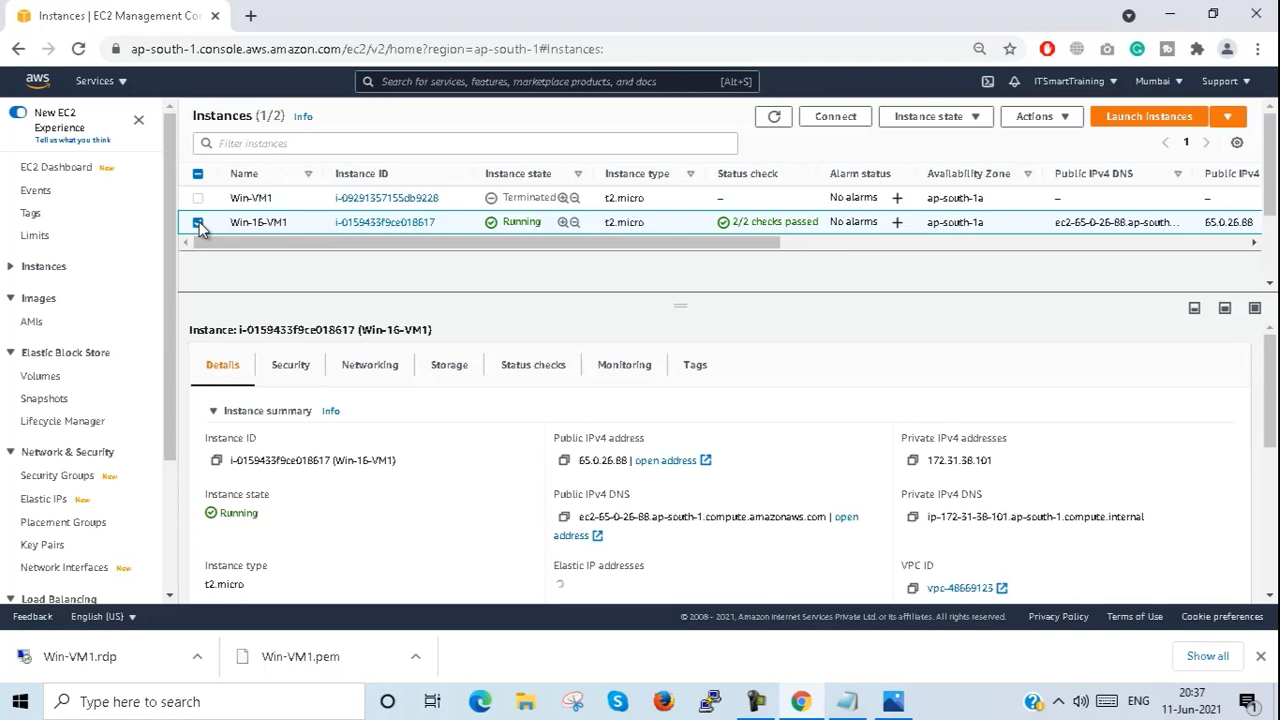 Instances | EC2 Management Co
ap-south-1.console.aws.amazon.com/ec2/v2/home?region=ap-south-1#Instances:
aws
Services
Search for services, features, marketplace products, and docs
[Alt+S]
ITSmartTraining
Mumbai
Support
New EC2
Experience
Tell us what you think
EC2 Dashboard New
Events
Tags
Limits
Instances
Images
AMIs
Elastic Block Store
Volumes
Snapshots
Lifecycle Manager
Network & Security
Security Groups New
Elastic IPs New
Placement Groups
Key Pairs
Network Interfaces New
Load Balancing
Instances (1/2) Info
Connect
Instance state
Actions
Launch instances
Filter instances
1
Name Instance ID Instance state Instance type Status check Alarm status Availability Zone Public IPv4 DNS Public IPv4
Win-VM1 i-09291357155db9228 Terminated t2.micro – No alarms + ap-south-1a – –
Win-16-VM1 i-0159433f9ce018617 Running t2.micro 2/2 checks passed No alarms + ap-south-1a ec2-65-0-26-88.ap-south... 65.0.26.88
Instance: i-0159433f9ce018617 (Win-16-VM1)
Details Security Networking Storage Status checks Monitoring Tags
Instance summary Info
Instance ID
i-0159433f9ce018617 (Win-16-VM1)
Public IPv4 address
65.0.26.88 | open address
Private IPv4 addresses
172.31.38.101
Instance state
Running
Public IPv4 DNS
ec2-65-0-26-88.ap-south-1.compute.amazonaws.com | open
address
Private IPv4 DNS
ip-172-31-38-101.ap-south-1.compute.internal
Instance type
t2.micro
Elastic IP addresses
VPC ID
vpc-48669123
Feedback English (US)
© 2008 - 2021, Amazon Internet Services Private Ltd. or its affiliates. All rights reserved.
Privacy Policy Terms of Use Cookie preferences
Win-VM1.rdp
Win-VM1.pem
Show all
Type here to search
ENG
20:37
11-Jun-2021
1